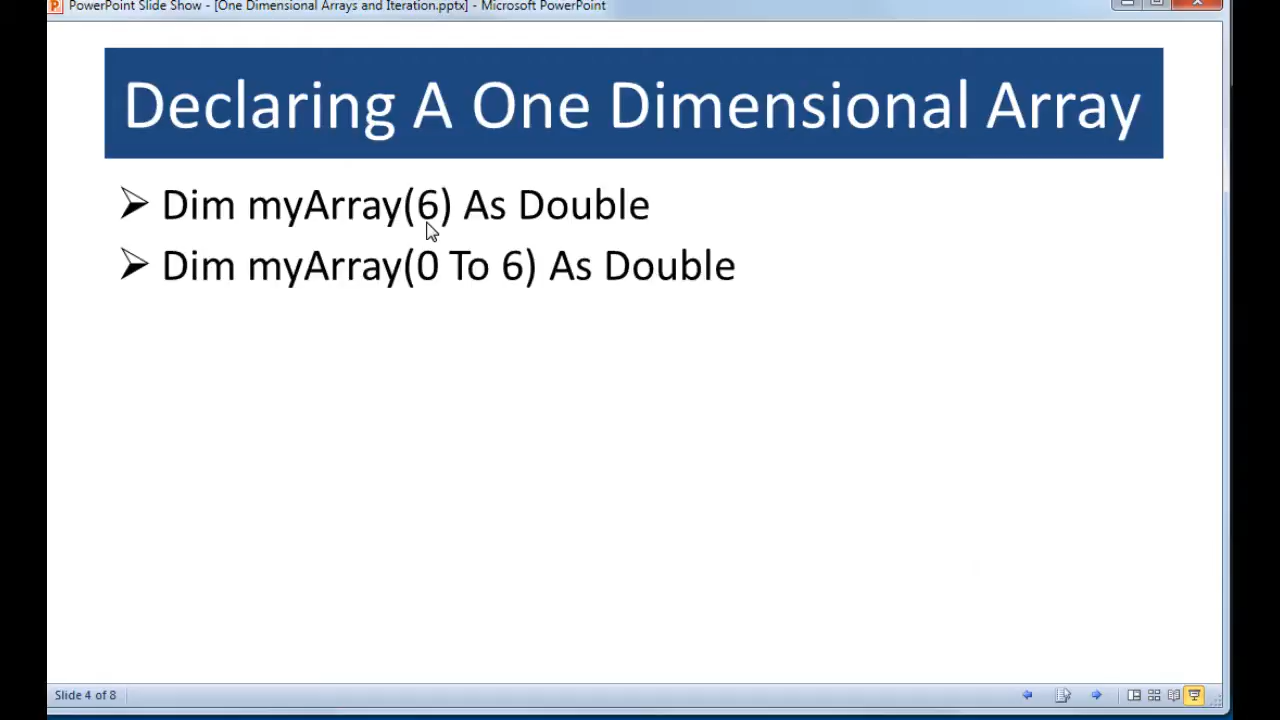 PowerPoint Slide Show - [One Dimensional Arrays and Iteration.pptx] - Microsoft PowerPoint
Declaring A One Dimensional Array
Dim myArray(6) As Double
Dim myArray(0 To 6) As Double
Slide 4 of 8